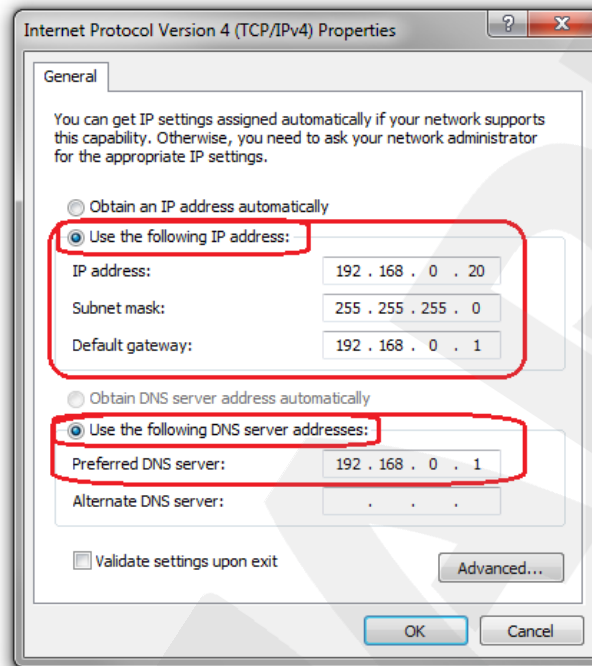 Internet Protocol Version 4 (TCP/IPv4) Properties
General
You can get IP settings assigned automatically if your network supports
this capability. Otherwise, you need to ask your network administrator
for the appropriate IP settings.
Obtain an IP address automatically
Use the following IP address:
IP address: 192 . 168 . 0 . 20
Subnet mask: 255 . 255 . 255 . 0
Default gateway: 192 . 168 . 0 . 1
Obtain DNS server address automatically
Use the following DNS server addresses:
Preferred DNS server: 192 . 168 . 0 . 1
Alternate DNS server: . . .
Validate settings upon exit
Advanced...
OK Cancel